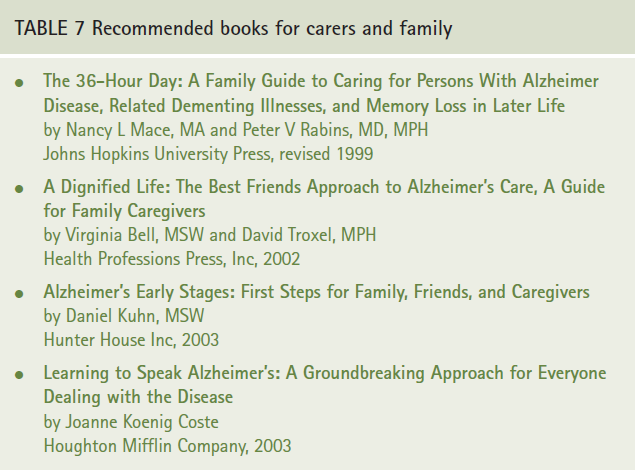 TABLE 7 Recommended books for carers and family
● The 36-Hour Day: A Family Guide to Caring for Persons With Alzheimer
Disease, Related Dementing Illnesses, and Memory Loss in Later Life
by Nancy L Mace, MA and Peter V Rabins, MD, MPH
Johns Hopkins University Press, revised 1999
● A Dignified Life: The Best Friends Approach to Alzheimer's Care, A Guide
for Family Caregivers
by Virginia Bell, MSW and David Troxel, MPH
Health Professions Press, Inc, 2002
● Alzheimer's Early Stages: First Steps for Family, Friends, and Caregivers
by Daniel Kuhn, MSW
Hunter House Inc, 2003
● Learning to Speak Alzheimer's: A Groundbreaking Approach for Everyone
Dealing with the Disease
by Joanne Koenig Coste
Houghton Mifflin Company, 2003